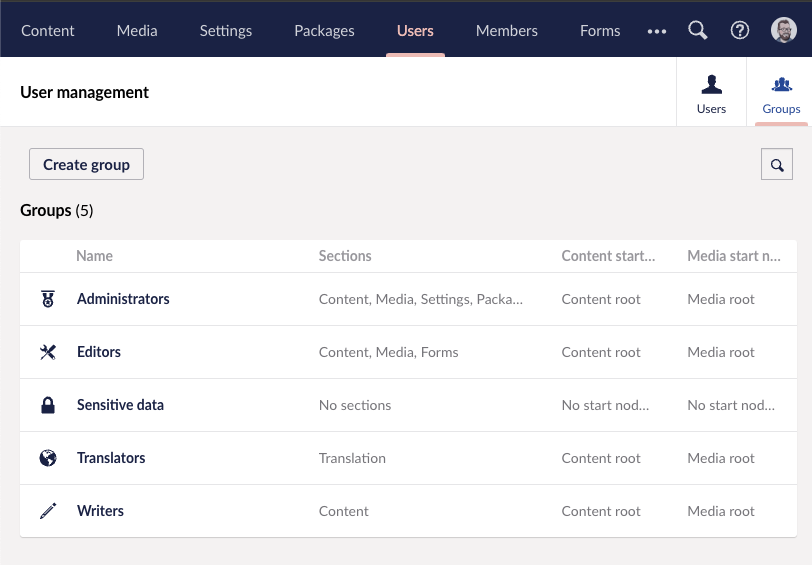 Content Media Settings Packages Users Members Forms
User management
Users Groups
Create group
Groups (5)
Name Sections Content start... Media start n...
Administrators Content, Media, Settings, Packa... Content root Media root
Editors Content, Media, Forms Content root Media root
Sensitive data No sections No start nod... No start nod...
Translators Translation Content root Media root
Writers Content Content root Media root